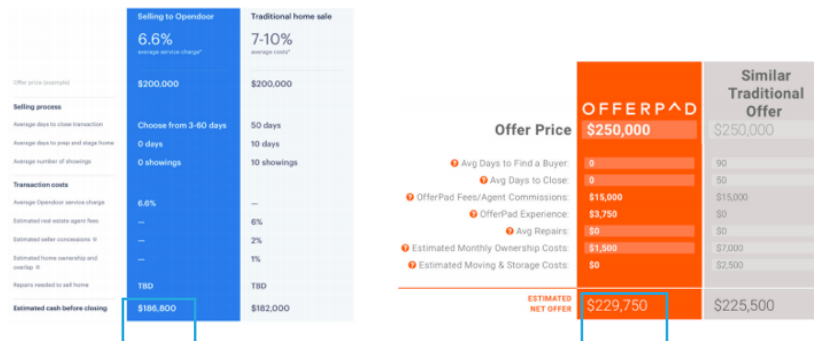 Selling to Opendoor Traditional home sale
6.6% 7-10%
average service charge* average costs*
Offer price (example) $200,000 $200,000
Selling process
Average days to close transaction Choose from 3-60 days 50 days
Average days to prep and stage home 0 days 10 days
Average number of showings 0 showings 10 showings
Transaction costs
Average Opendoor service charge 6.6% —
Estimated real estate agent fees — 6%
Estimated seller concessions — 2%
Estimated home ownership and — 1%
overlap
Repairs needed to sell home TBD TBD
Estimated cash before closing $186,800 $182,000
Similar
Traditional
OFFERPAD Offer
Offer Price $250,000 $250,000
Avg Days to Find a Buyer: 0 90
Avg Days to Close: 0 50
OfferPad Fees/Agent Commissions: $15,000 $15,000
OfferPad Experience: $3,750 $0
Avg Repairs: $0 $0
Estimated Monthly Ownership Costs: $1,500 $7,000
Estimated Moving & Storage Costs: $0 $2,500
ESTIMATED
NET OFFER $229,750 $225,500